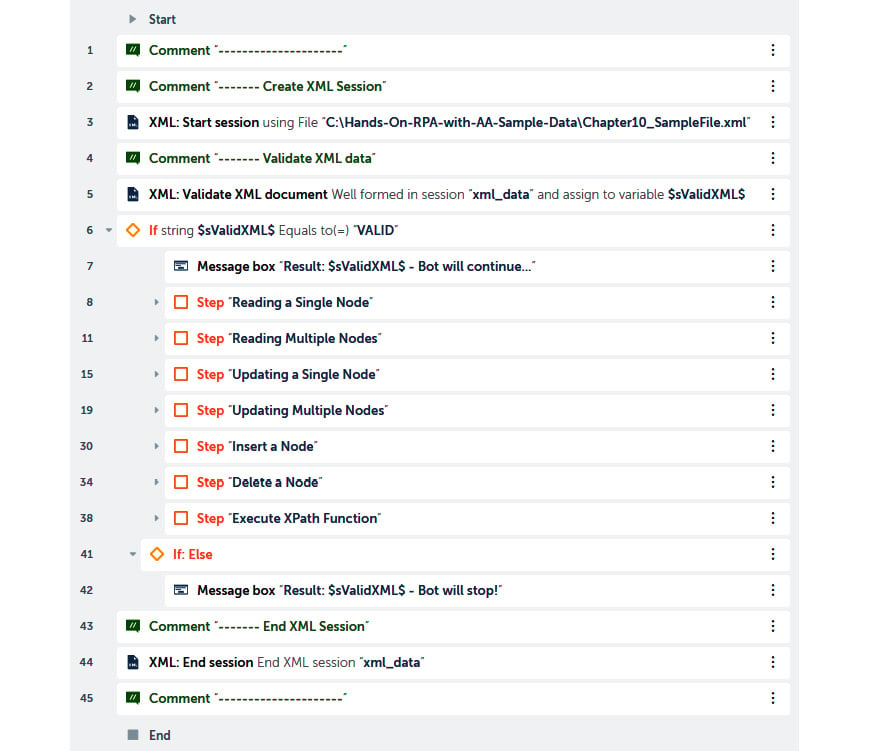 Start
1 Comment "---------------------"
2 Comment "------- Create XML Session"
3 XML: Start session using File "C:\Hands-On-RPA-with-AA-Sample-Data\Chapter10_SampleFile.xml"
4 Comment "------- Validate XML data"
5 XML: Validate XML document Well formed in session "xml_data" and assign to variable $sValidXML$
6 If string $sValidXML$ Equals to(=) "VALID"
7 Message box "Result: $sValidXML$ - Bot will continue..."
8 Step "Reading a Single Node"
11 Step "Reading Multiple Nodes"
15 Step "Updating a Single Node"
19 Step "Updating Multiple Nodes"
30 Step "Insert a Node"
34 Step "Delete a Node"
38 Step "Execute XPath Function"
41 If: Else
42 Message box "Result: $sValidXML$ - Bot will stop!"
43 Comment "------- End XML Session"
44 XML: End session End XML session "xml_data"
45 Comment "---------------------"
End